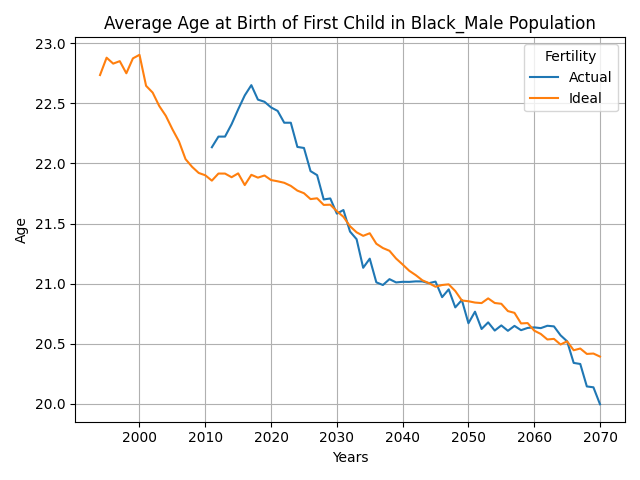 Average Age at Birth of First Child in Black_Male Population
Fertility
Actual
Ideal
Age
23.0
22.5
22.0
21.5
21.0
20.5
20.0
2000 2010 2020 2030 2040 2050 2060 2070
Years